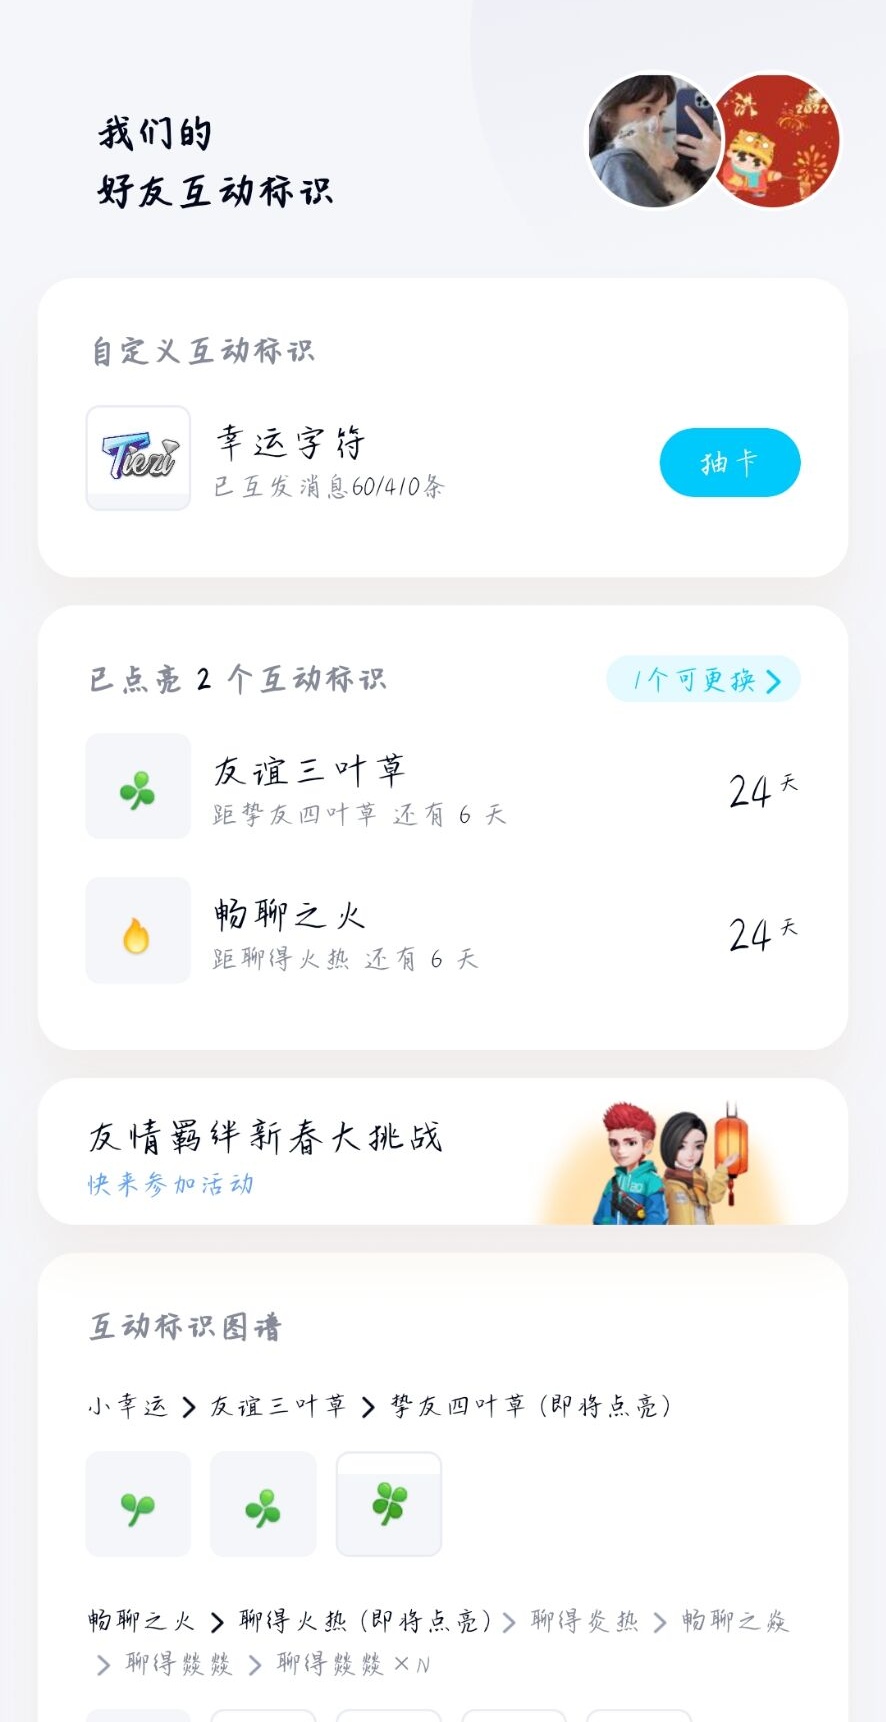 我们的
好友互动标识
洪
2022
自定义互动标识
Tiezi
幸运字符
已互发消息60/410条
抽卡
已点亮 2 个互动标识
1个可更换
友谊三叶草
距挚友四叶草 还有 6 天
24天
畅聊之火
距聊得火热 还有 6 天
24天
友情羁绊新春大挑战
快来参加活动
互动标识图谱
小幸运 > 友谊三叶草 > 挚友四叶草 (即将点亮)
畅聊之火 > 聊得火热 (即将点亮) > 聊得炎热 > 畅聊之焱
> 聊得燚燚 > 聊得燚燚×N